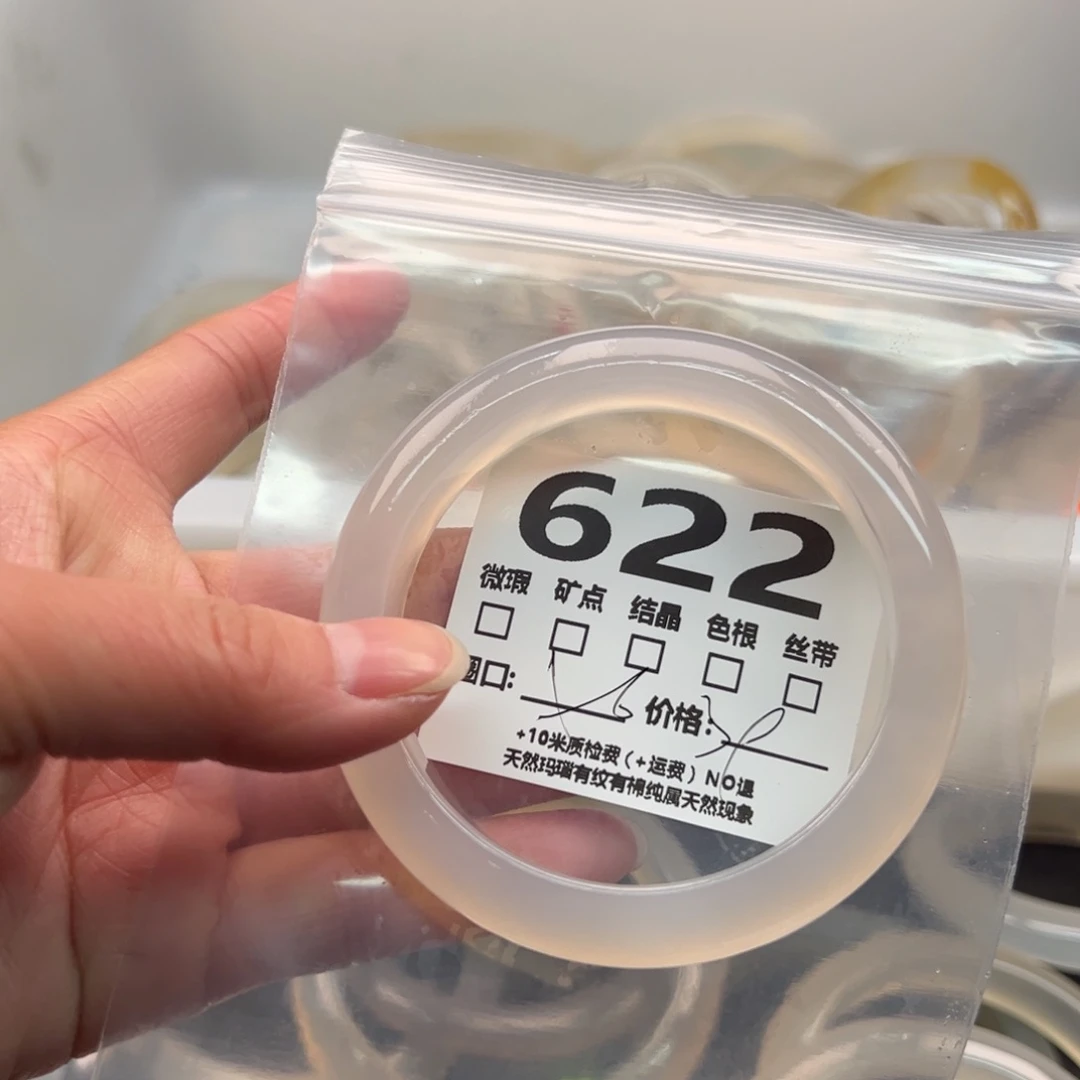 622
微瑕 矿点 结晶 色根 丝带
□ □ □ □ □
圈口: 价格:
+10米质检费(+运费) NO退
天然玛瑙有纹有棉纯属天然现象